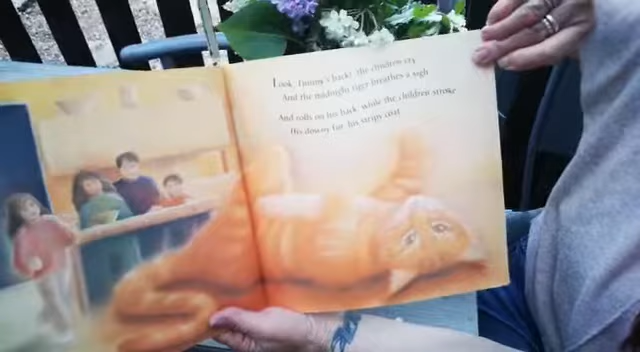 Look, Timmy's back! the children cry
And the midnight tiger breathes a sigh
And rolls on his back, while the children stroke
His downy fur, his stripy coat.